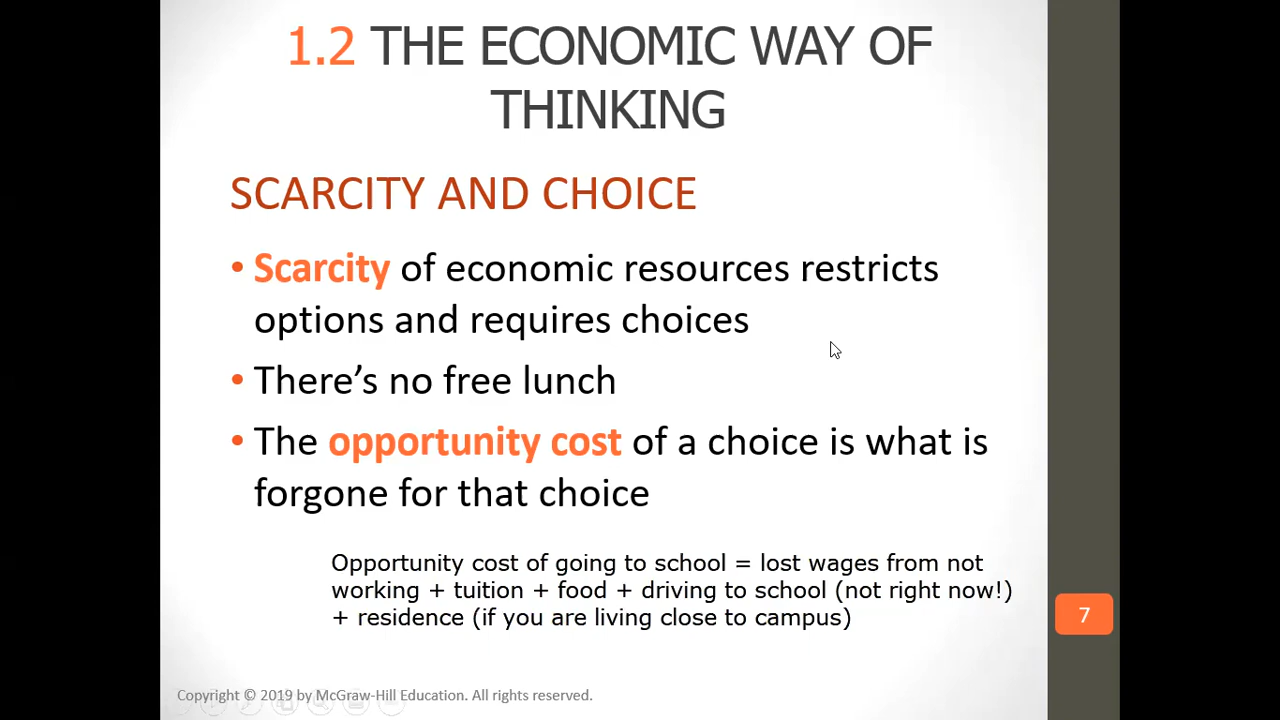 1.2 THE ECONOMIC WAY OF
THINKING
SCARCITY AND CHOICE
• Scarcity of economic resources restricts
options and requires choices
• There’s no free lunch
• The opportunity cost of a choice is what is
forgone for that choice
Opportunity cost of going to school = lost wages from not
working + tuition + food + driving to school (not right now!)
+ residence (if you are living close to campus)
7
Copyright © 2019 by McGraw-Hill Education. All rights reserved.